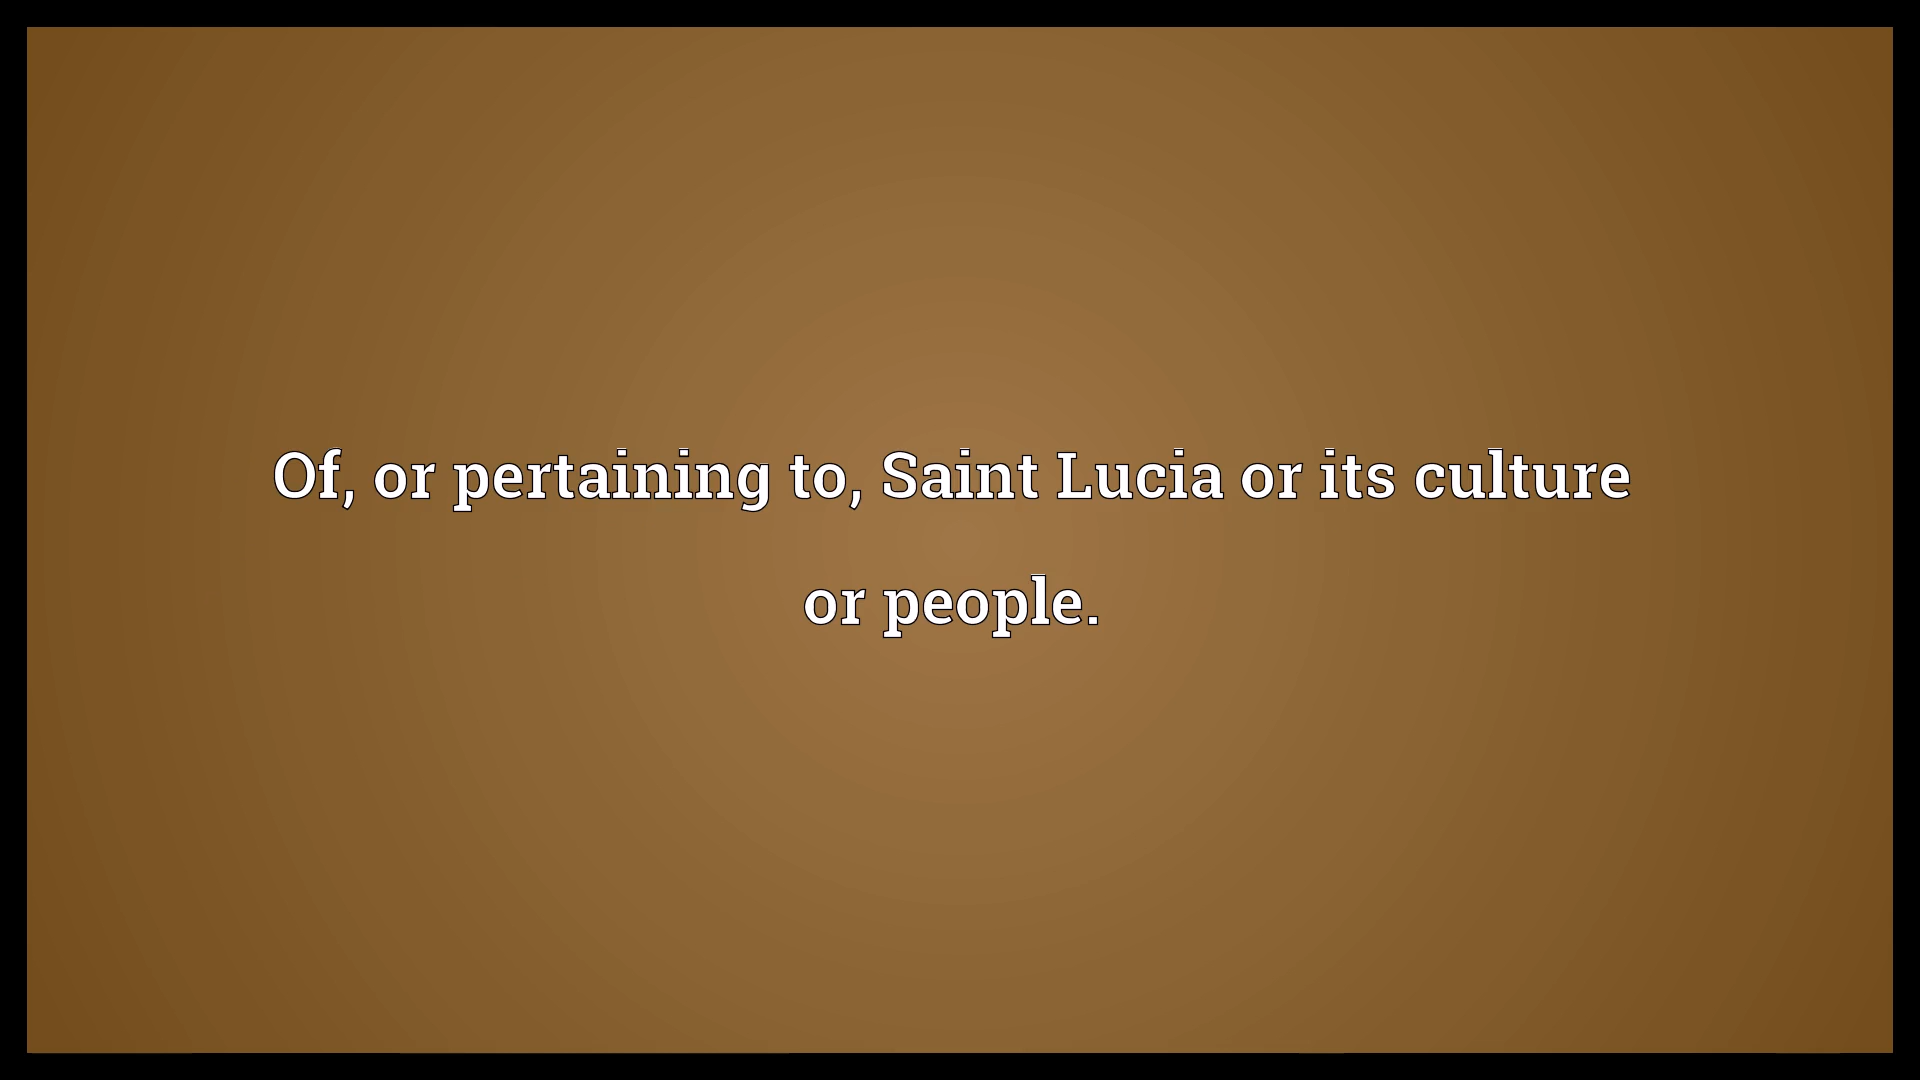 Of, or pertaining to, Saint Lucia or its culture
or people.